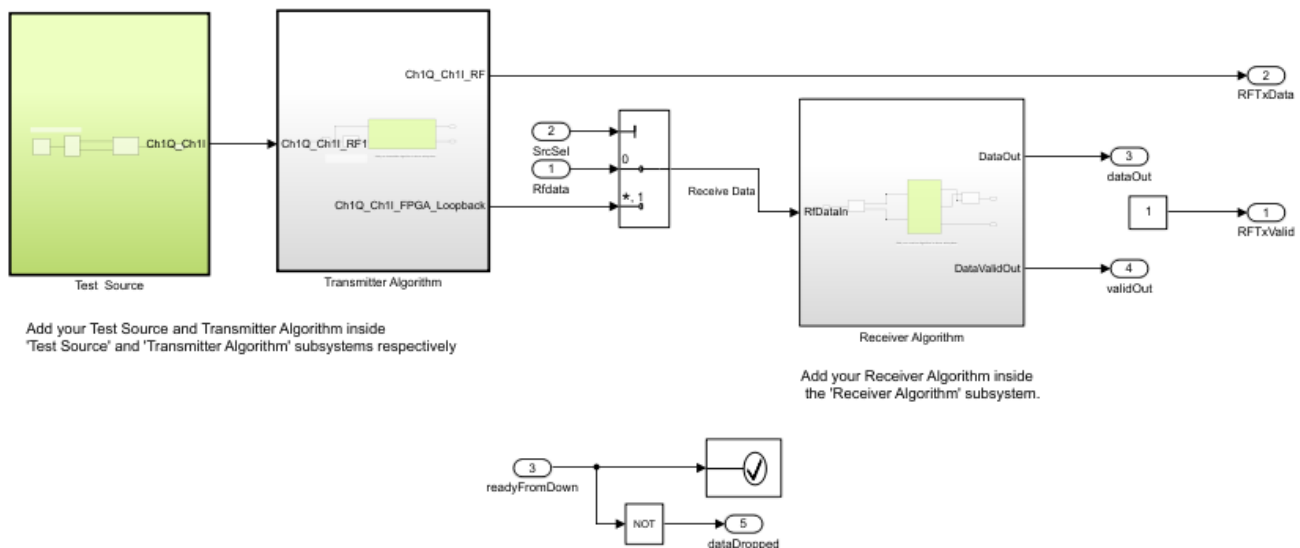 Ch1Q_Ch1I
Test  Source
Ch1Q_Ch1I_RF
Ch1Q_Ch1I_RF1
Ch1Q_Ch1I_FPGA_Loopback
Transmitter Algorithm
2
SrcSel
1
Rfdata
0
*, 1
Receive Data
RfDataIn
DataOut
DataValidOut
Receiver Algorithm
2
RFTxData
3
dataOut
1
1
RFTxValid
4
validOut
Add your Test Source and Transmitter Algorithm inside
'Test Source' and 'Transmitter Algorithm' subsystems respectively
Add your Receiver Algorithm inside
the 'Receiver Algorithm' subsystem.
3
readyFromDown
NOT
5
dataDropped